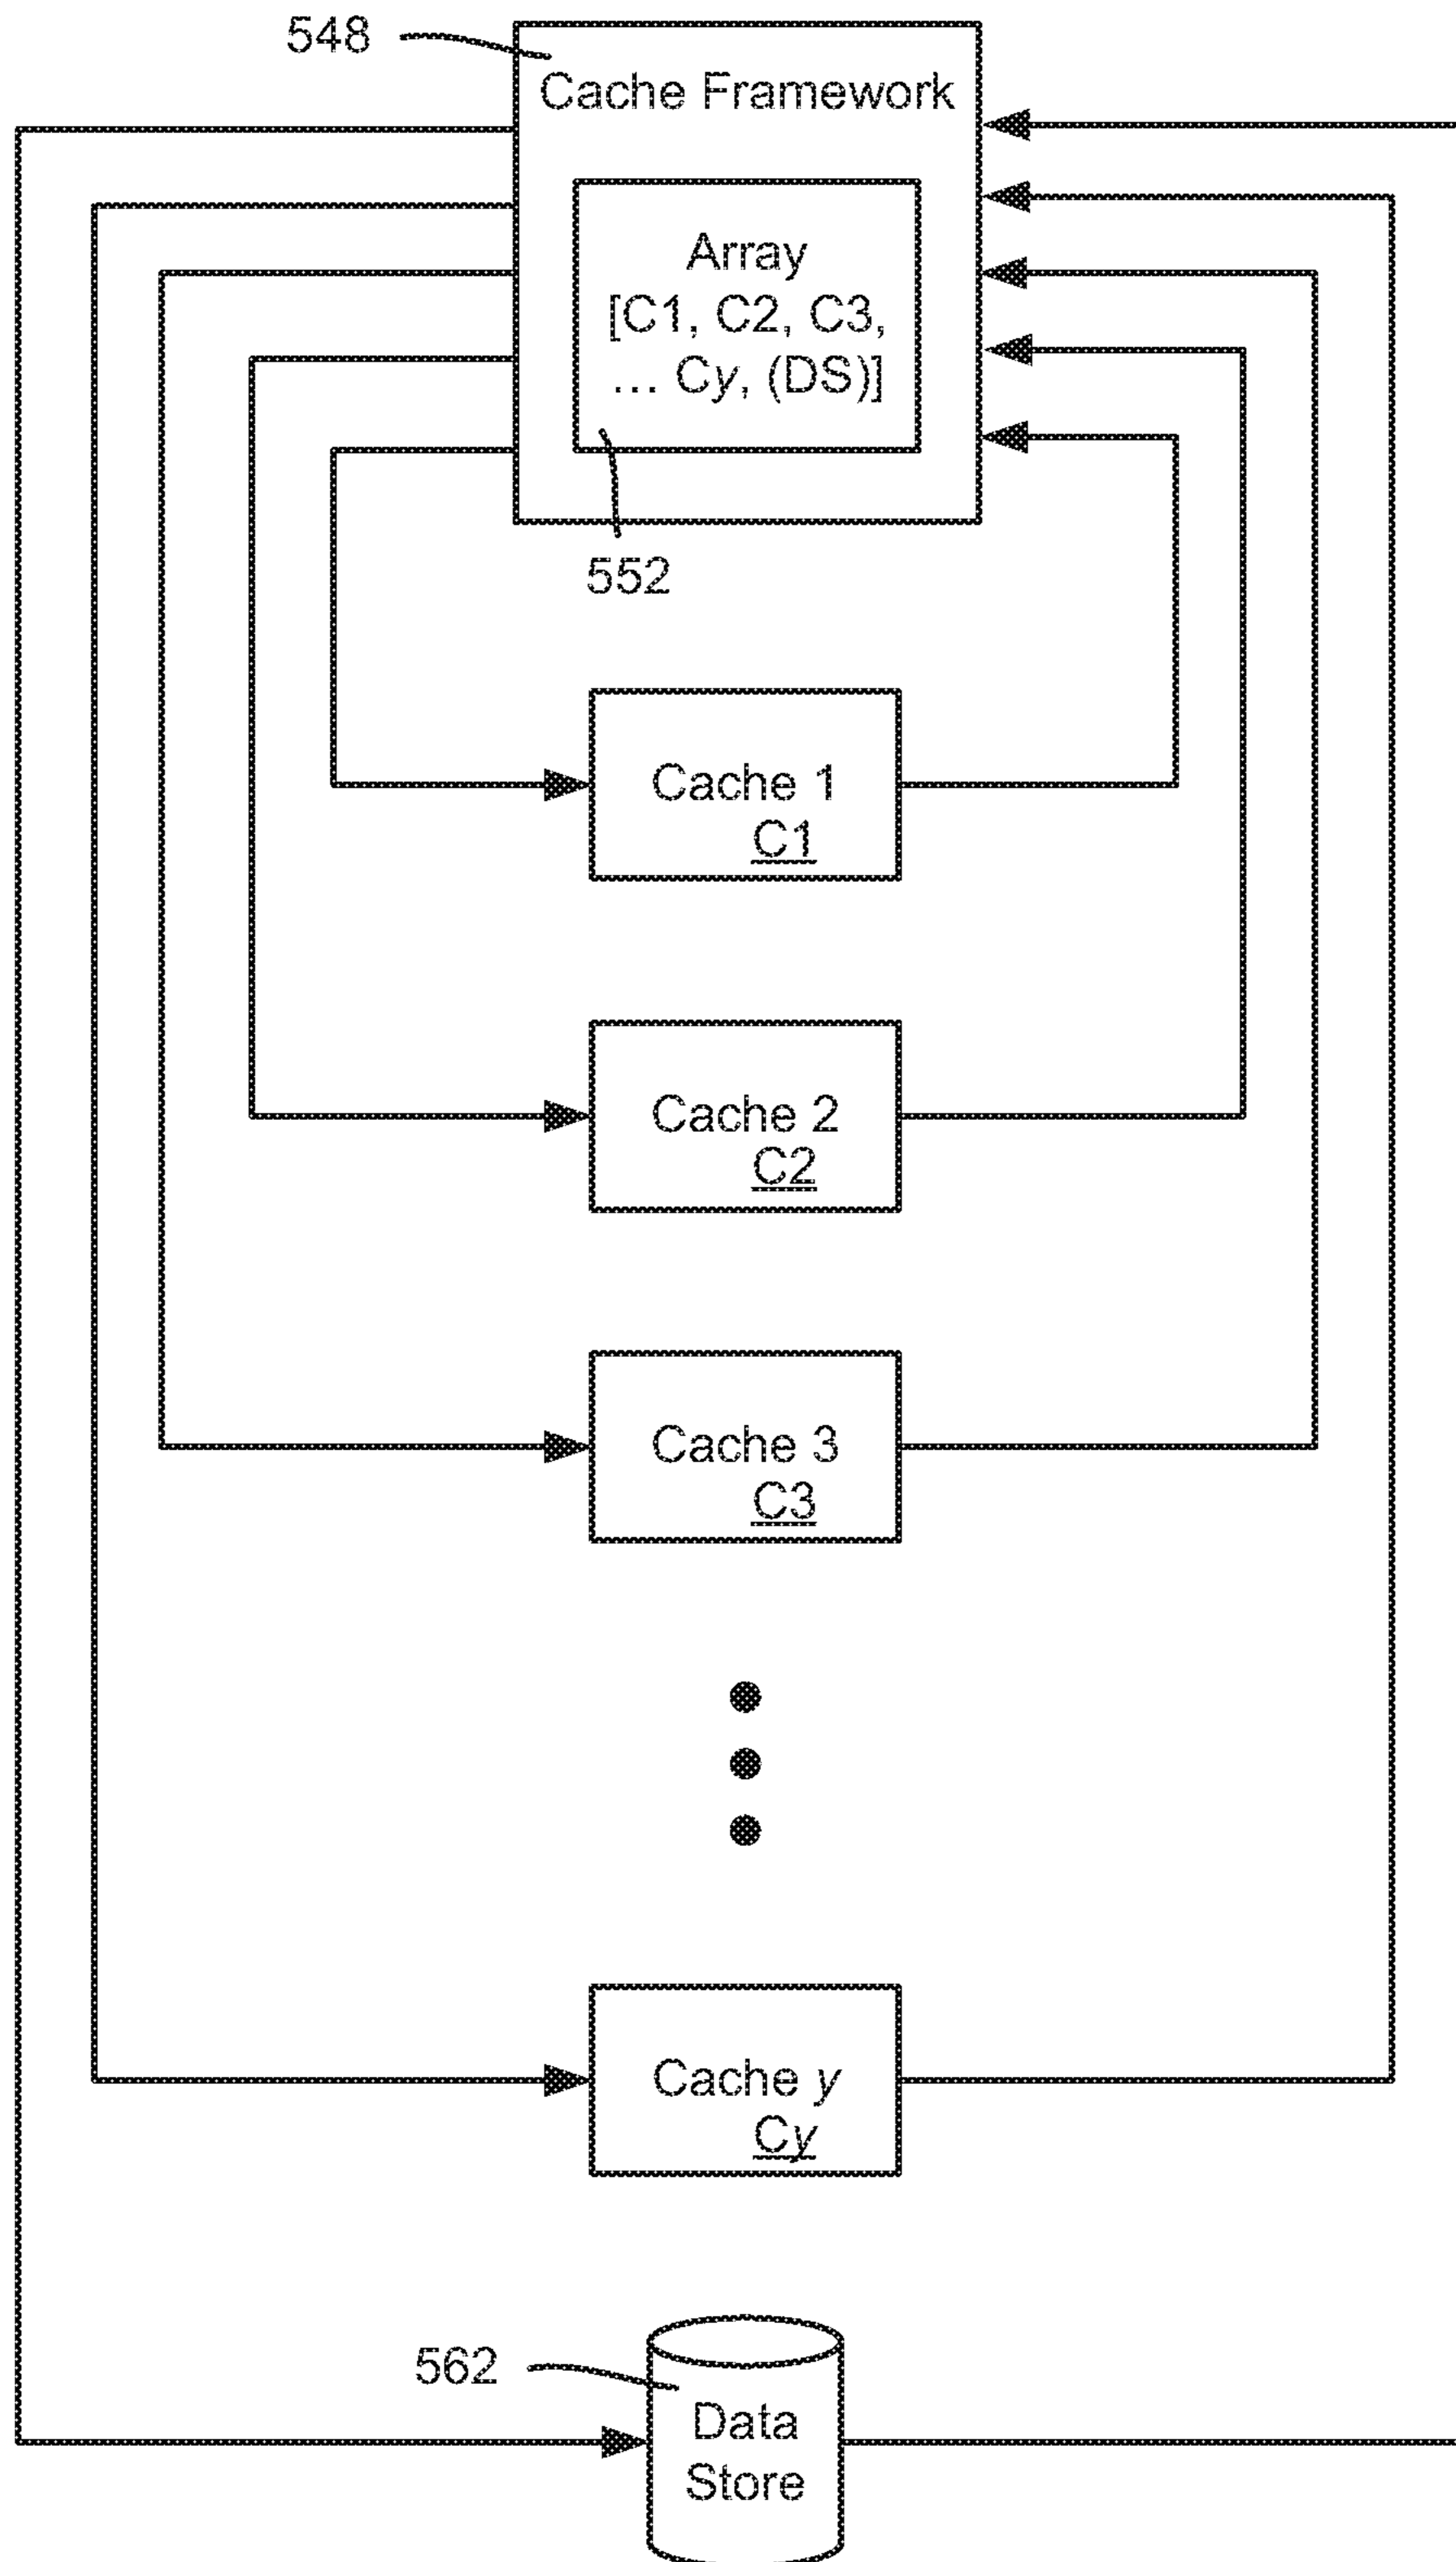 548
Cache Framework
Array
[C1, C2, C3,
... Cy, (DS)]
552
Cache 1
C1
Cache 2
C2
Cache 3
C3
Cache y
Cy
562
Data
Store